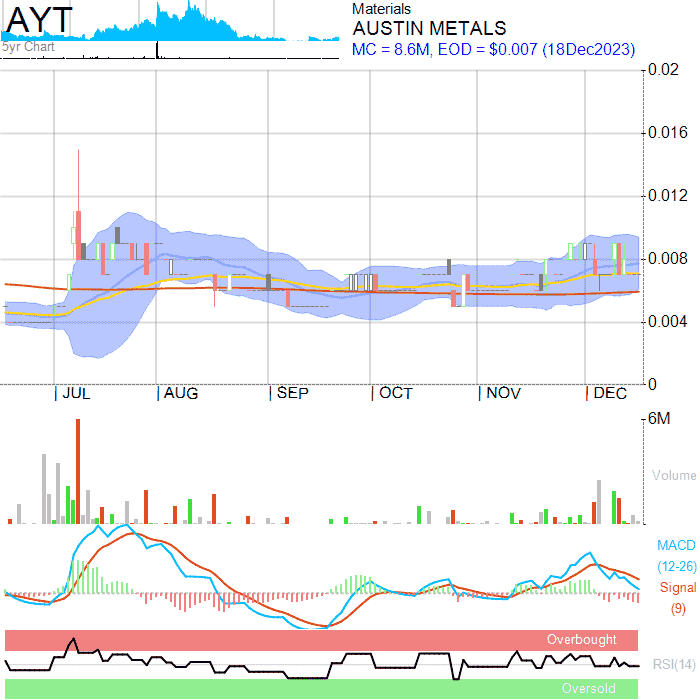 AYT
5yr Chart
Materials
AUSTIN METALS
MC = 8.6M, EOD = $0.007 (18Dec2023)
0.02
0.016
0.012
0.008
0.004
0
JUL AUG SEP OCT NOV DEC
6M
Volume
MACD
(12-26)
Signal
(9)
Overbought
RSI(14)
Oversold